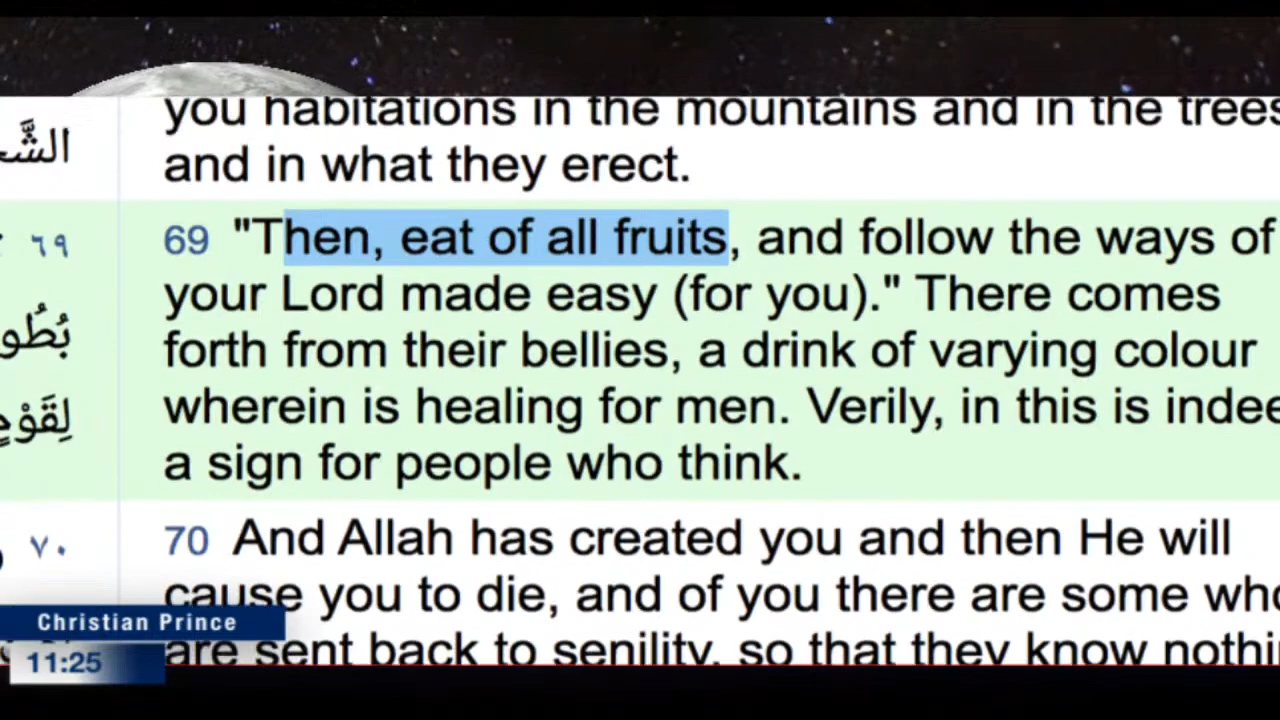 you habitations in the mountains and in the trees
and in what they erect.
69 "Then, eat of all fruits, and follow the ways of
your Lord made easy (for you)." There comes
forth from their bellies, a drink of varying colour
wherein is healing for men. Verily, in this is indee
a sign for people who think.
70 And Allah has created you and then He will
cause you to die, and of you there are some who
are sent back to senility, so that they know nothi
الشَّ
٦٩
بُطُو
لِقَوْمٍ
٧٠
Christian Prince
11:25